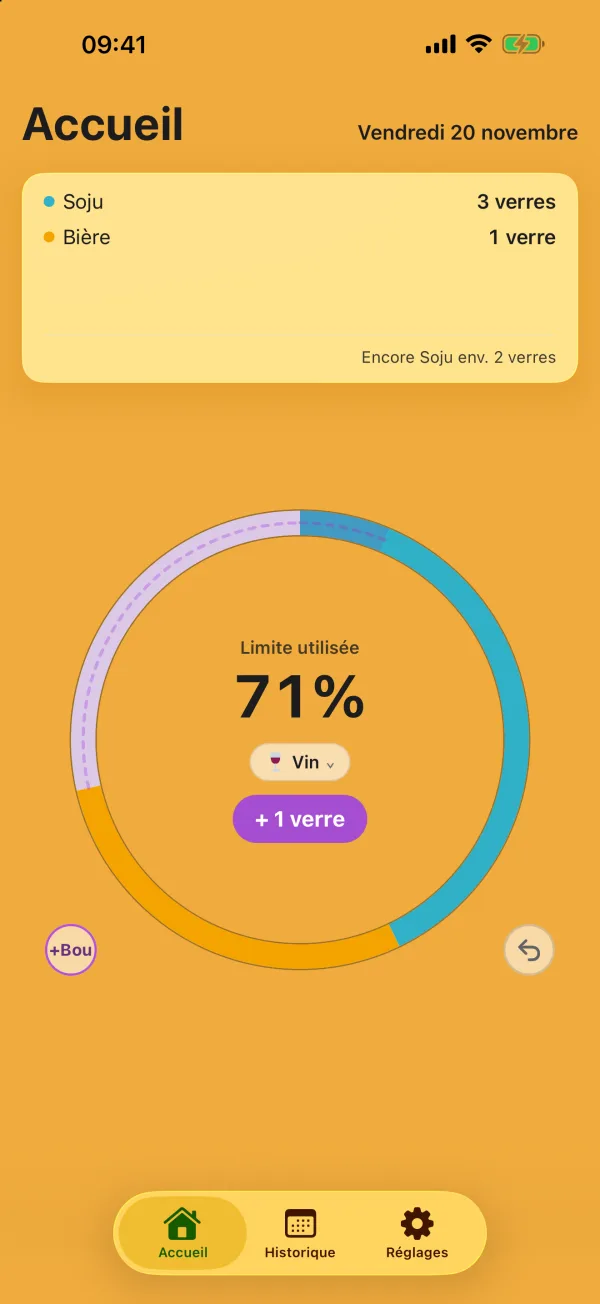 09:41
Accueil
Vendredi 20 novembre
Soju 3 verres
Bière 1 verre
Encore Soju env. 2 verres
Limite utilisée
71%
Vin
+ 1 verre
+Bou
Accueil Historique Réglages